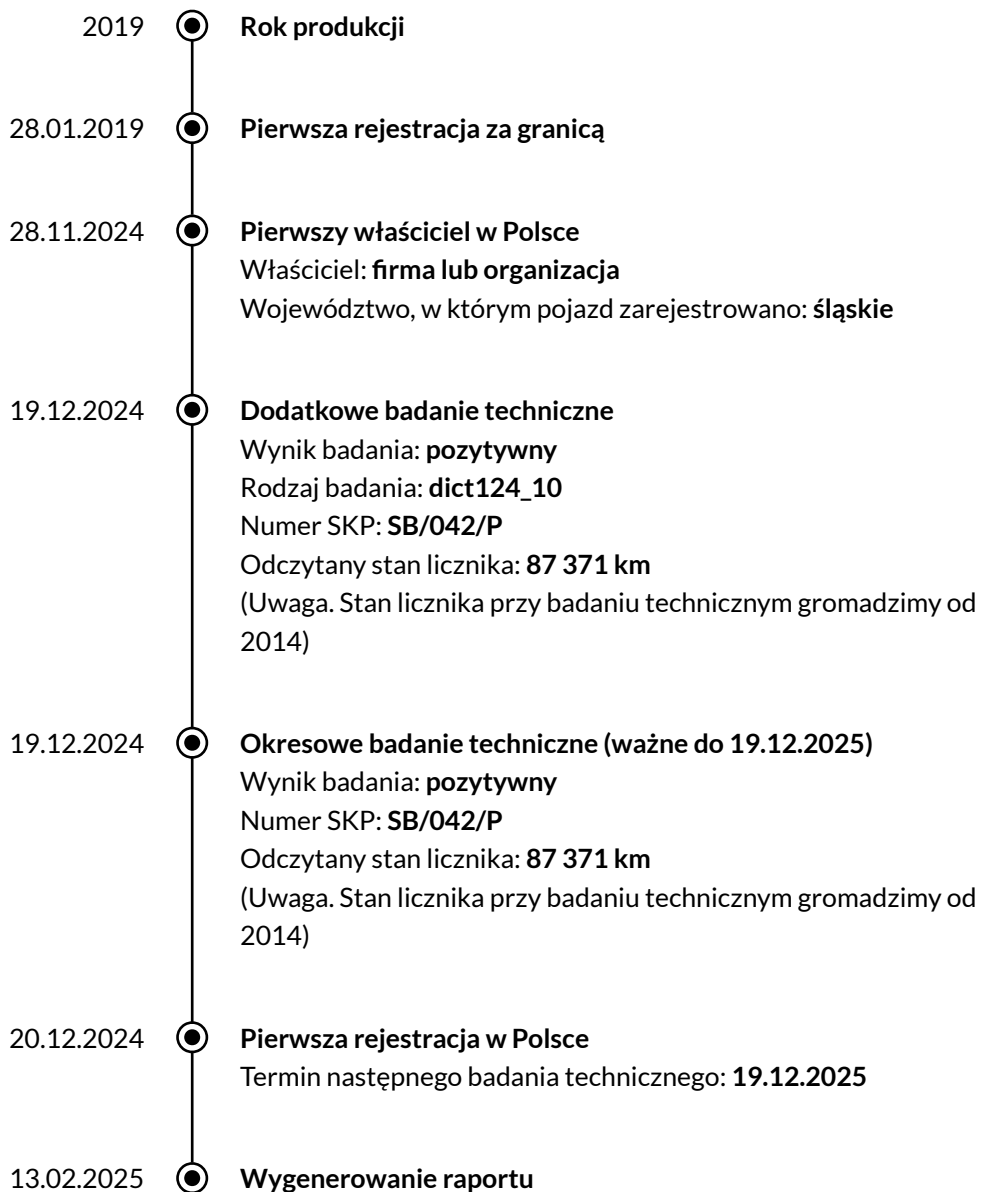 2019 Rok produkcji
28.01.2019 Pierwsza rejestracja za granicą
28.11.2024 Pierwszy właściciel w Polsce
Właściciel: firma lub organizacja
Województwo, w którym pojazd zarejestrowano: śląskie
19.12.2024 Dodatkowe badanie techniczne
Wynik badania: pozytywny
Rodzaj badania: dict124_10
Numer SKP: SB/042/P
Odczytany stan licznika: 87 371 km
(Uwaga. Stan licznika przy badaniu technicznym gromadzimy od
2014)
19.12.2024 Okresowe badanie techniczne (ważne do 19.12.2025)
Wynik badania: pozytywny
Numer SKP: SB/042/P
Odczytany stan licznika: 87 371 km
(Uwaga. Stan licznika przy badaniu technicznym gromadzimy od
2014)
20.12.2024 Pierwsza rejestracja w Polsce
Termin następnego badania technicznego: 19.12.2025
13.02.2025 Wygenerowanie raportu